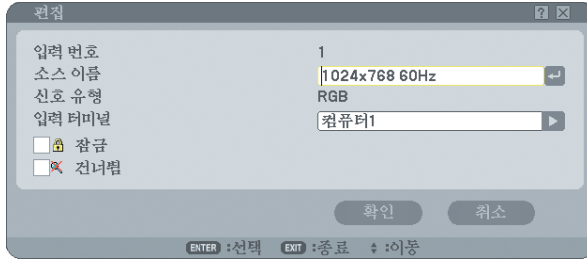 편집
입력 번호 1
소스 이름 1024x768 60Hz
신호 유형 RGB
입력 터미널 컴퓨터1
잠금
건너뜀
확인 취소
ENTER :선택 EXIT :종료 :이동